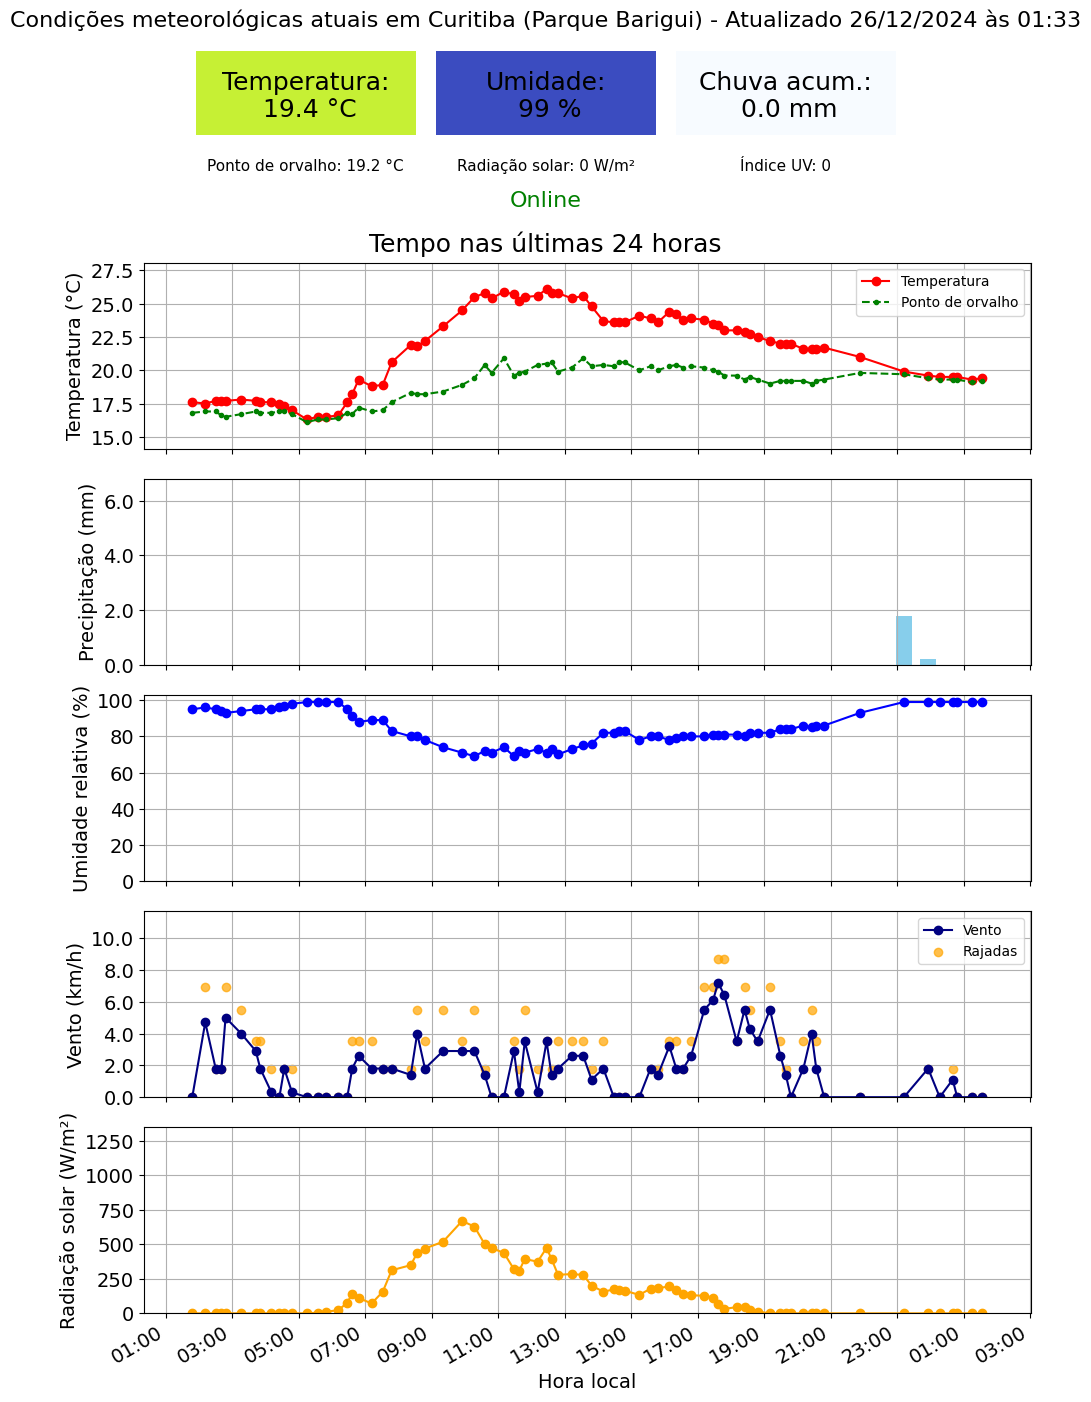 Condições meteorológicas atuais em Curitiba (Parque Barigui) - Atualizado 26/12/2024 às 01:33
Temperatura:
19.4 °C
Umidade:
99 %
Chuva acum.:
0.0 mm
Ponto de orvalho: 19.2 °C
Radiação solar: 0 W/m²
Índice UV: 0
Online
Tempo nas últimas 24 horas
Temperatura (°C)
27.5
25.0
22.5
20.0
17.5
15.0
Temperatura
Ponto de orvalho
Precipitação (mm)
6.0
4.0
2.0
0.0
Umidade relativa (%)
100
80
60
40
20
0
Vento (km/h)
10.0
8.0
6.0
4.0
2.0
0.0
Vento
Rajadas
Radiação solar (W/m²)
1250
1000
750
500
250
0
01:00
03:00
05:00
07:00
09:00
11:00
13:00
15:00
17:00
19:00
21:00
23:00
01:00
03:00
Hora local